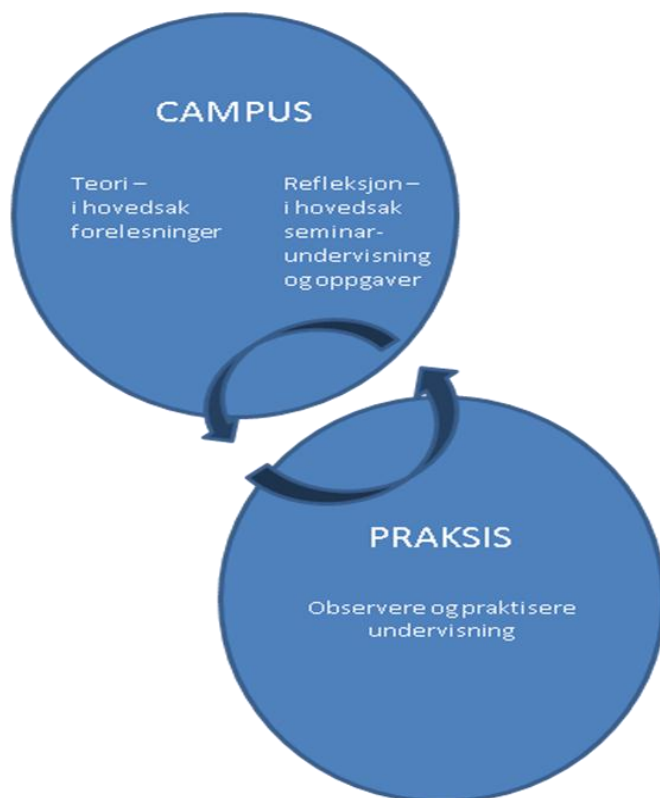 CAMPUS
Teori –
i hovedsak
forelesninger
Refleksjon –
i hovedsak
seminar-
undervisning
og oppgaver
PRAKSIS
Observere og praktisere
undervisning